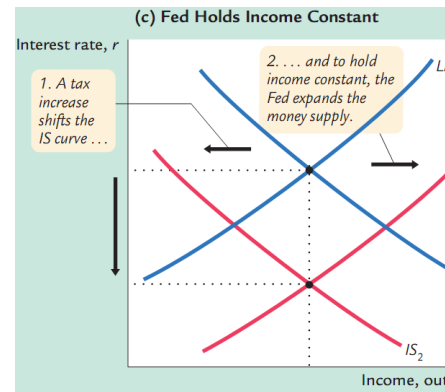 (c) Fed Holds Income Constant
Interest rate, r
1. A tax
increase
shifts the
IS curve …
2. … . and to hold
income constant, the
Fed expands the
money supply.
IS₂
Income,